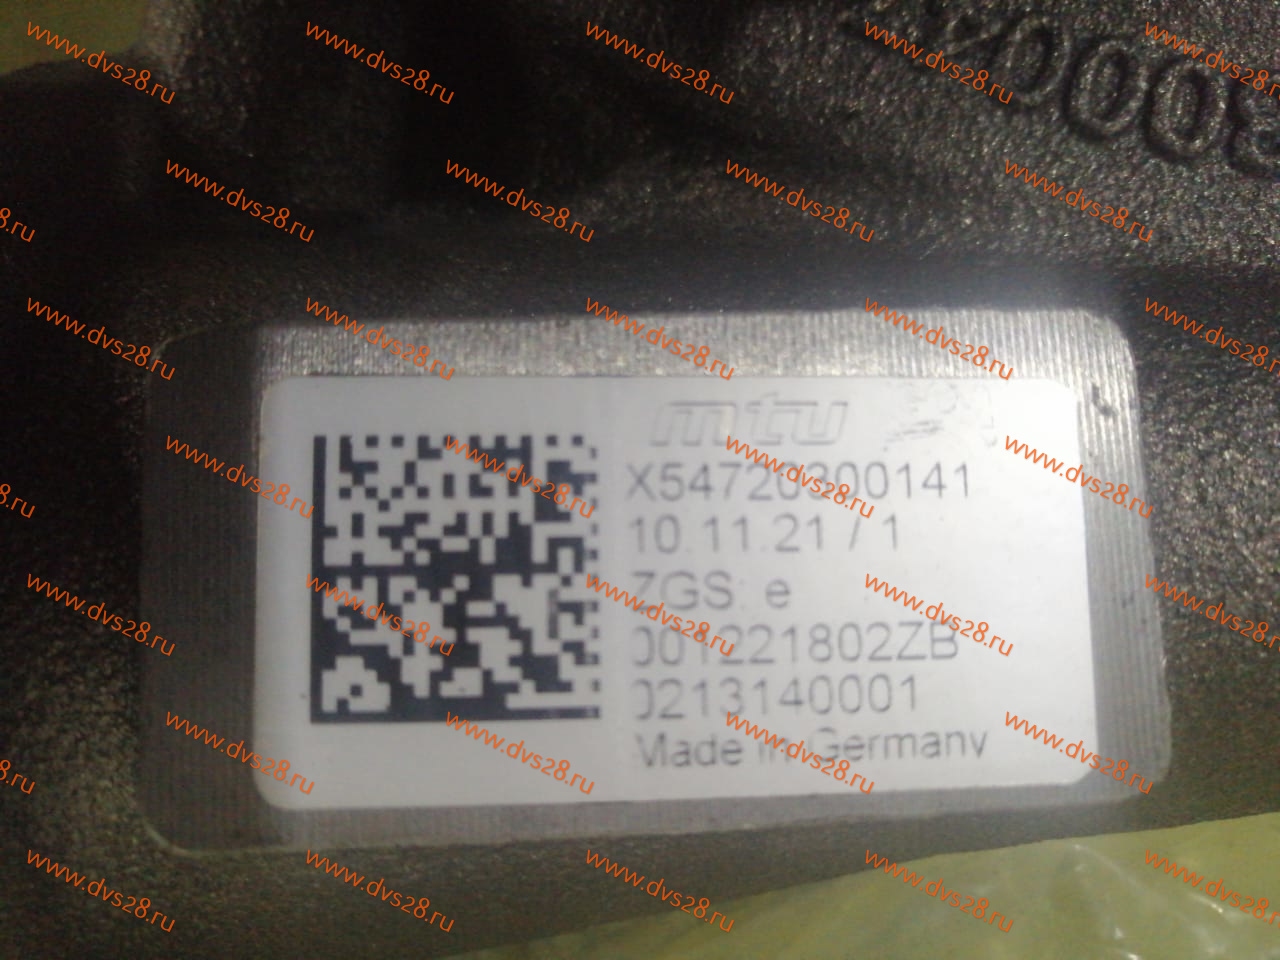 mtu
X54720300141
10.11.21 / 1
ZGS: e
001221802ZB
0213140001
Made in Germany
www.dvs28.ru